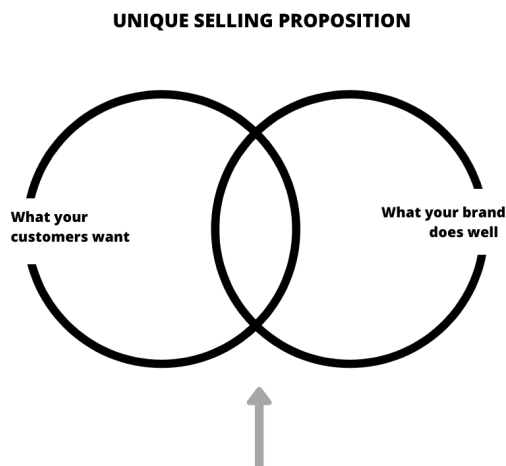 UNIQUE SELLING PROPOSITION
What your
customers want
What your brand
does well